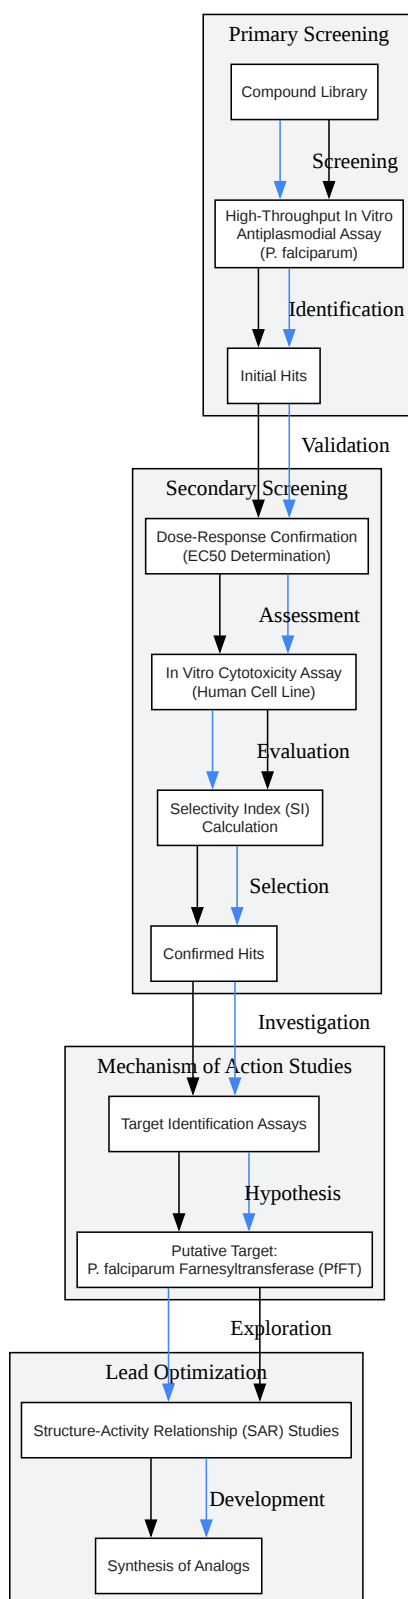 Primary Screening
Compound Library
Screening
High-Throughput In Vitro
Antiplasmodial Assay
(P. falciparum)
Identification
Initial Hits
Validation
Secondary Screening
Dose-Response Confirmation
(EC50 Determination)
Assessment
In Vitro Cytotoxicity Assay
(Human Cell Line)
Evaluation
Selectivity Index (SI)
Calculation
Selection
Confirmed Hits
Investigation
Mechanism of Action Studies
Target Identification Assays
Hypothesis
Putative Target:
P. falciparum Farnesyltransferase (PfFT)
Exploration
Lead Optimization
Structure-Activity Relationship (SAR) Studies
Development
Synthesis of Analogs